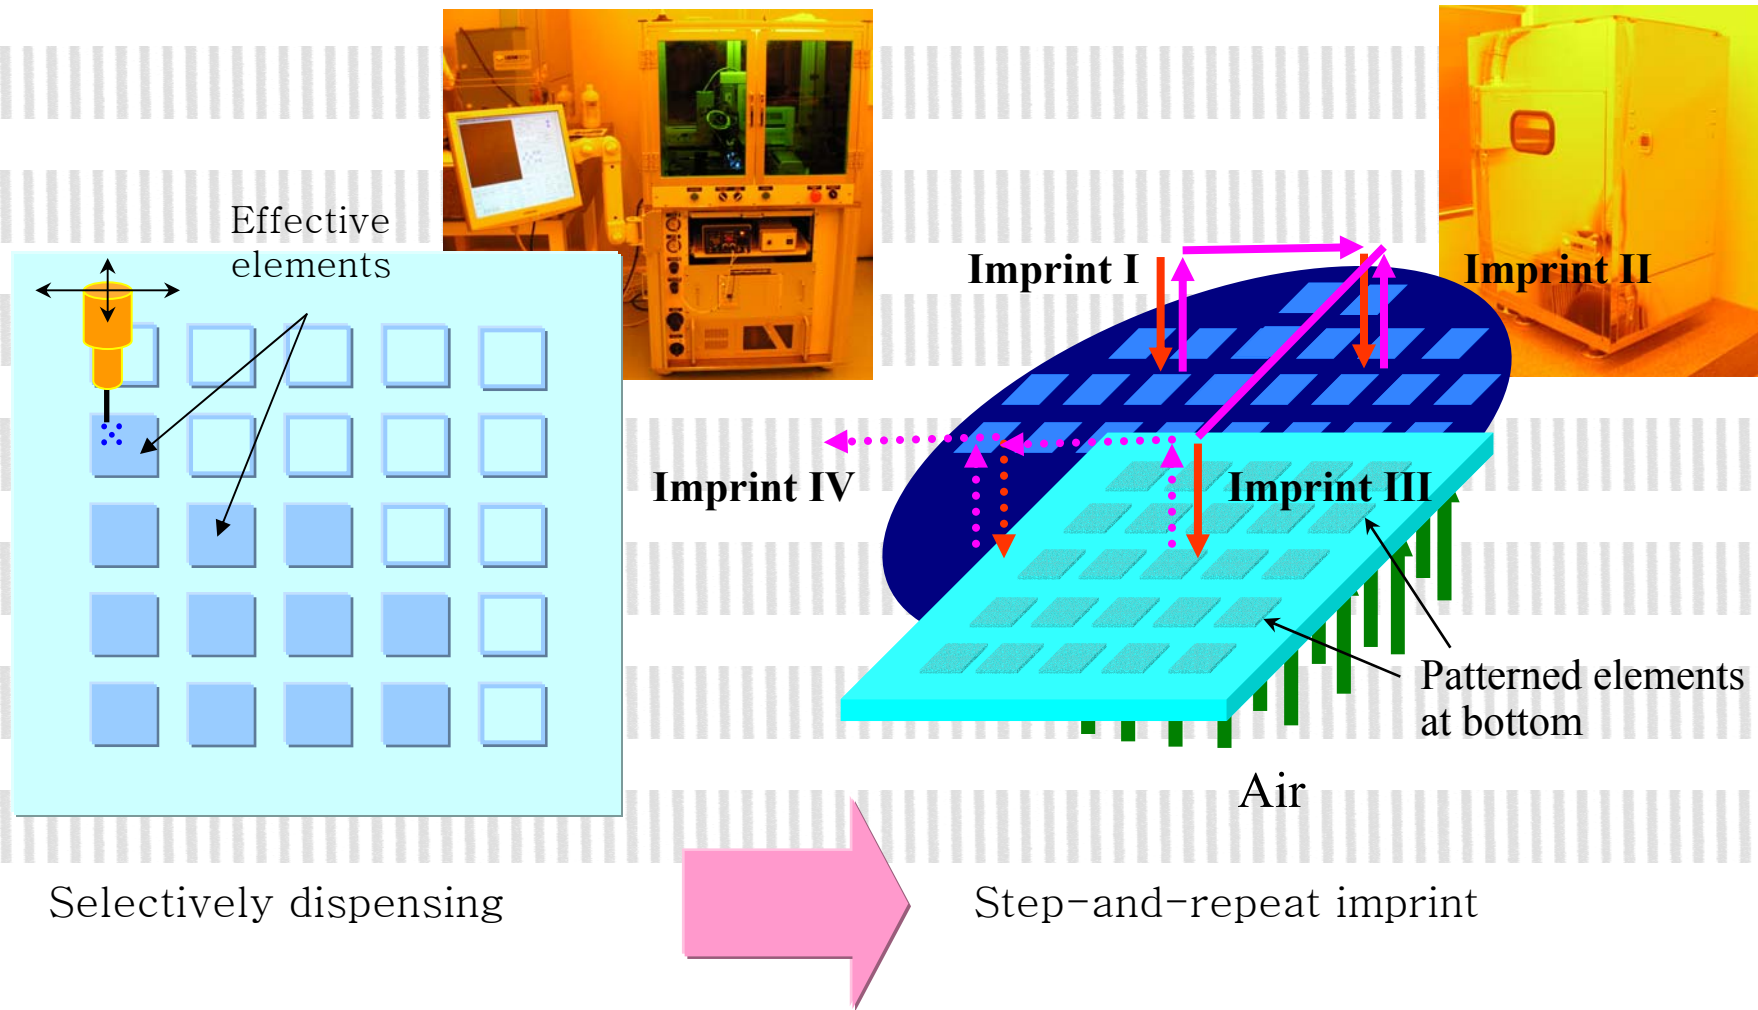 Effective
elements
Imprint I
Imprint II
Imprint IV
Imprint III
Patterned elements
at bottom
Air
Selectively dispensing
Step-and-repeat imprint